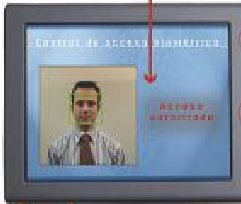 Control de acceso biométrico
acceso
autorizado